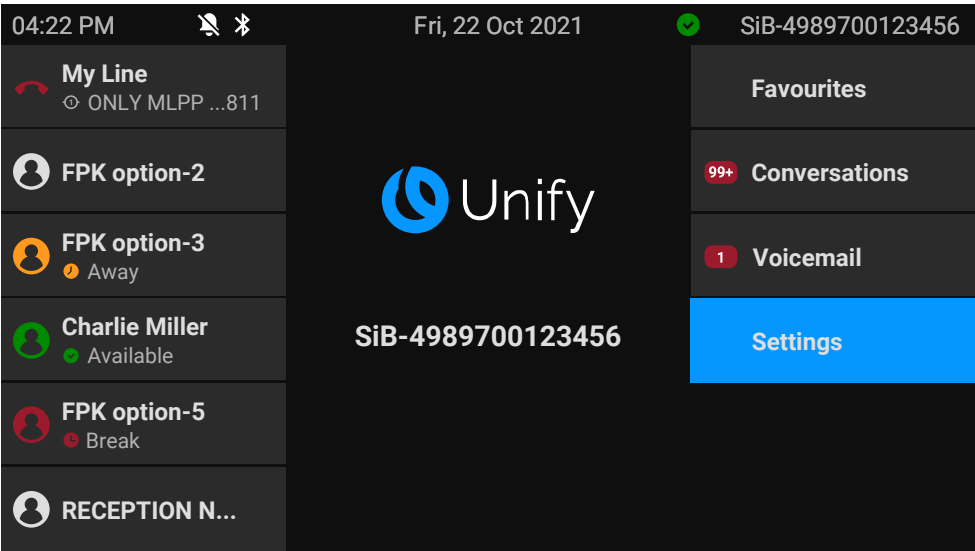 04:22 PM
Fri, 22 Oct 2021
SiB-4989700123456
My Line
ONLY MLPP ...811
FPK option-2
FPK option-3
Away
Charlie Miller
Available
FPK option-5
Break
RECEPTION N...
Unify
SiB-4989700123456
Favourites
99+ Conversations
1 Voicemail
Settings